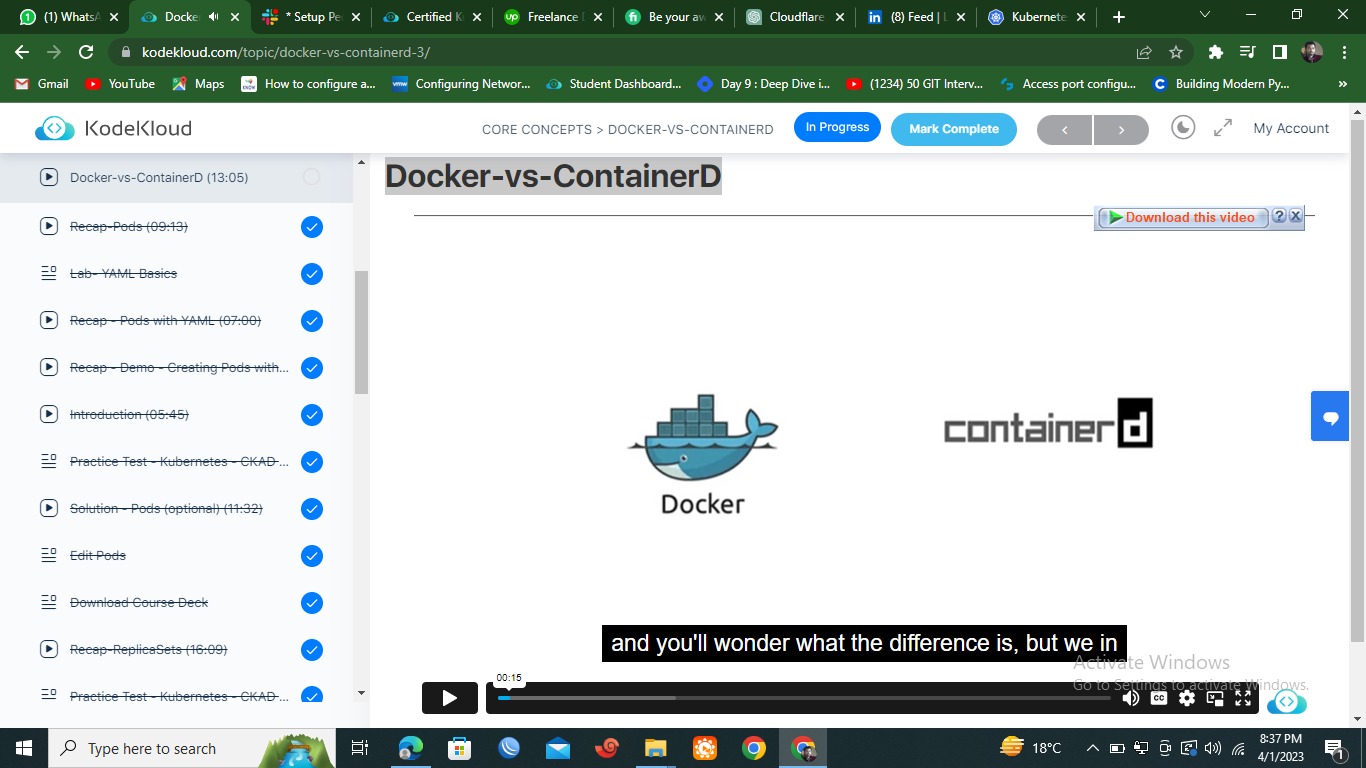 (1) WhatsA
Docke
* Setup Pe
Certified K
Freelance
Be your aw
Cloudflare
(8) Feed | L
Kubernete
kodekloud.com/topic/docker-vs-containerd-3/
Gmail
YouTube
Maps
How to configure a...
Configuring Networ...
Student Dashboard...
Day 9 : Deep Dive i...
(1234) 50 GIT Interv...
Access port configu...
Building Modern Py...
KodeKloud
CORE CONCEPTS > DOCKER-VS-CONTAINERD
In Progress
Mark Complete
My Account
Docker-vs-ContainerD (13:05)
Recap-Pods (09:13)
Lab- YAML Basics
Recap - Pods with YAML (07:00)
Recap - Demo - Creating Pods with...
Introduction (05:45)
Practice Test - Kubernetes - CKAD ...
Solution - Pods (optional) (11:32)
Edit Pods
Download Course Deck
Recap-ReplicaSets (16:09)
Practice Test - Kubernetes - CKAD ...
Docker-vs-ContainerD
Download this video
?
Docker
containerd
and you'll wonder what the difference is, but we in
00:15
CC
Activate Windows
Go to Settings to activate Windows.
Type here to search
18°C
8:37 PM
4/1/2023
1